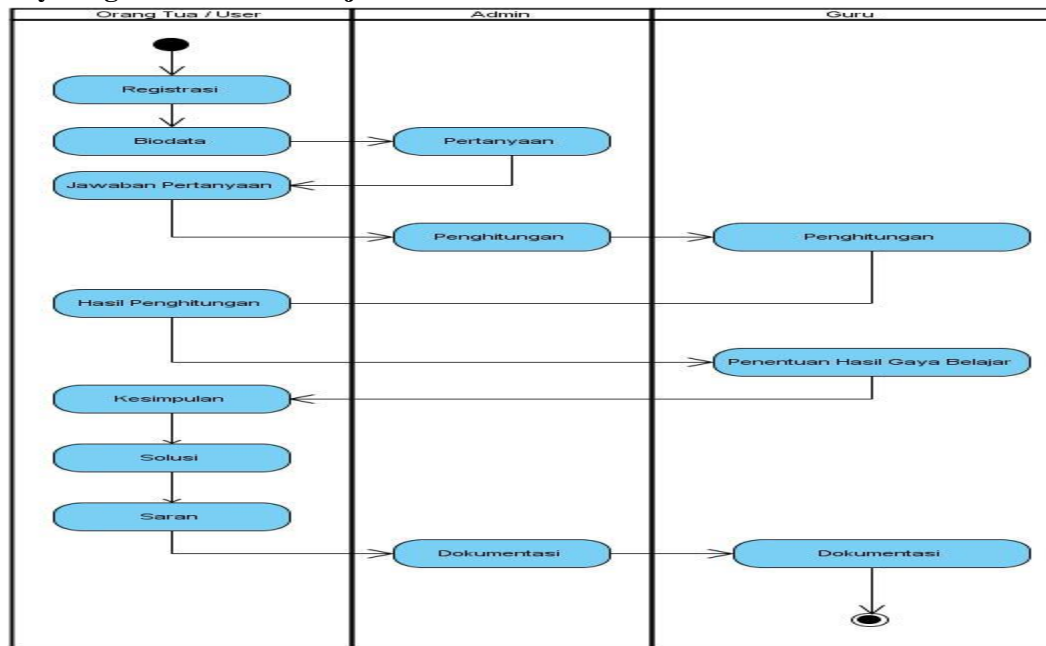 Orang Tua / User
Admin
Guru
Registrasi
Biodata
Pertanyaan
Jawaban Pertanyaan
Penghitungan
Penghitungan
Hasil Penghitungan
Penentuan Hasil Gaya Belajar
Kesimpulan
Solusi
Saran
Dokumentasi
Dokumentasi